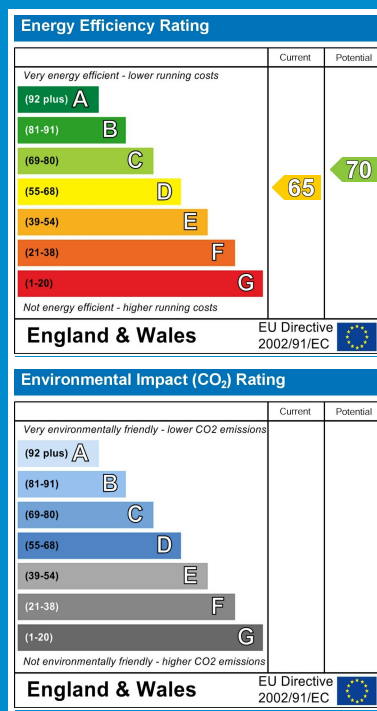 Energy Efficiency Rating
Current Potential
Very energy efficient - lower running costs
(92 plus) A
(81-91) B
(69-80) C
70
(55-68) D
65
(39-54) E
(21-38) F
(1-20) G
Not energy efficient - higher running costs
England & Wales
EU Directive
2002/91/EC
Environmental Impact (CO₂) Rating
Current Potential
Very environmentally friendly - lower CO2 emissions
(92 plus) A
(81-91) B
(69-80) C
(55-68) D
(39-54) E
(21-38) F
(1-20) G
Not environmentally friendly - higher CO2 emissions
England & Wales
EU Directive
2002/91/EC